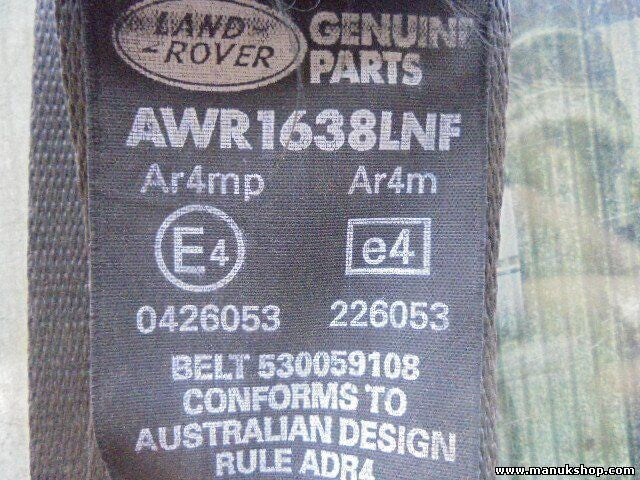 LAND ROVER GENUINE PARTS
AWR1638LNF
Ar4mp Ar4m
E4 e4
0426053 226053
BELT 530059108
CONFORMS TO
AUSTRALIAN DESIGN
RULE ADR4
www.manukshop.com